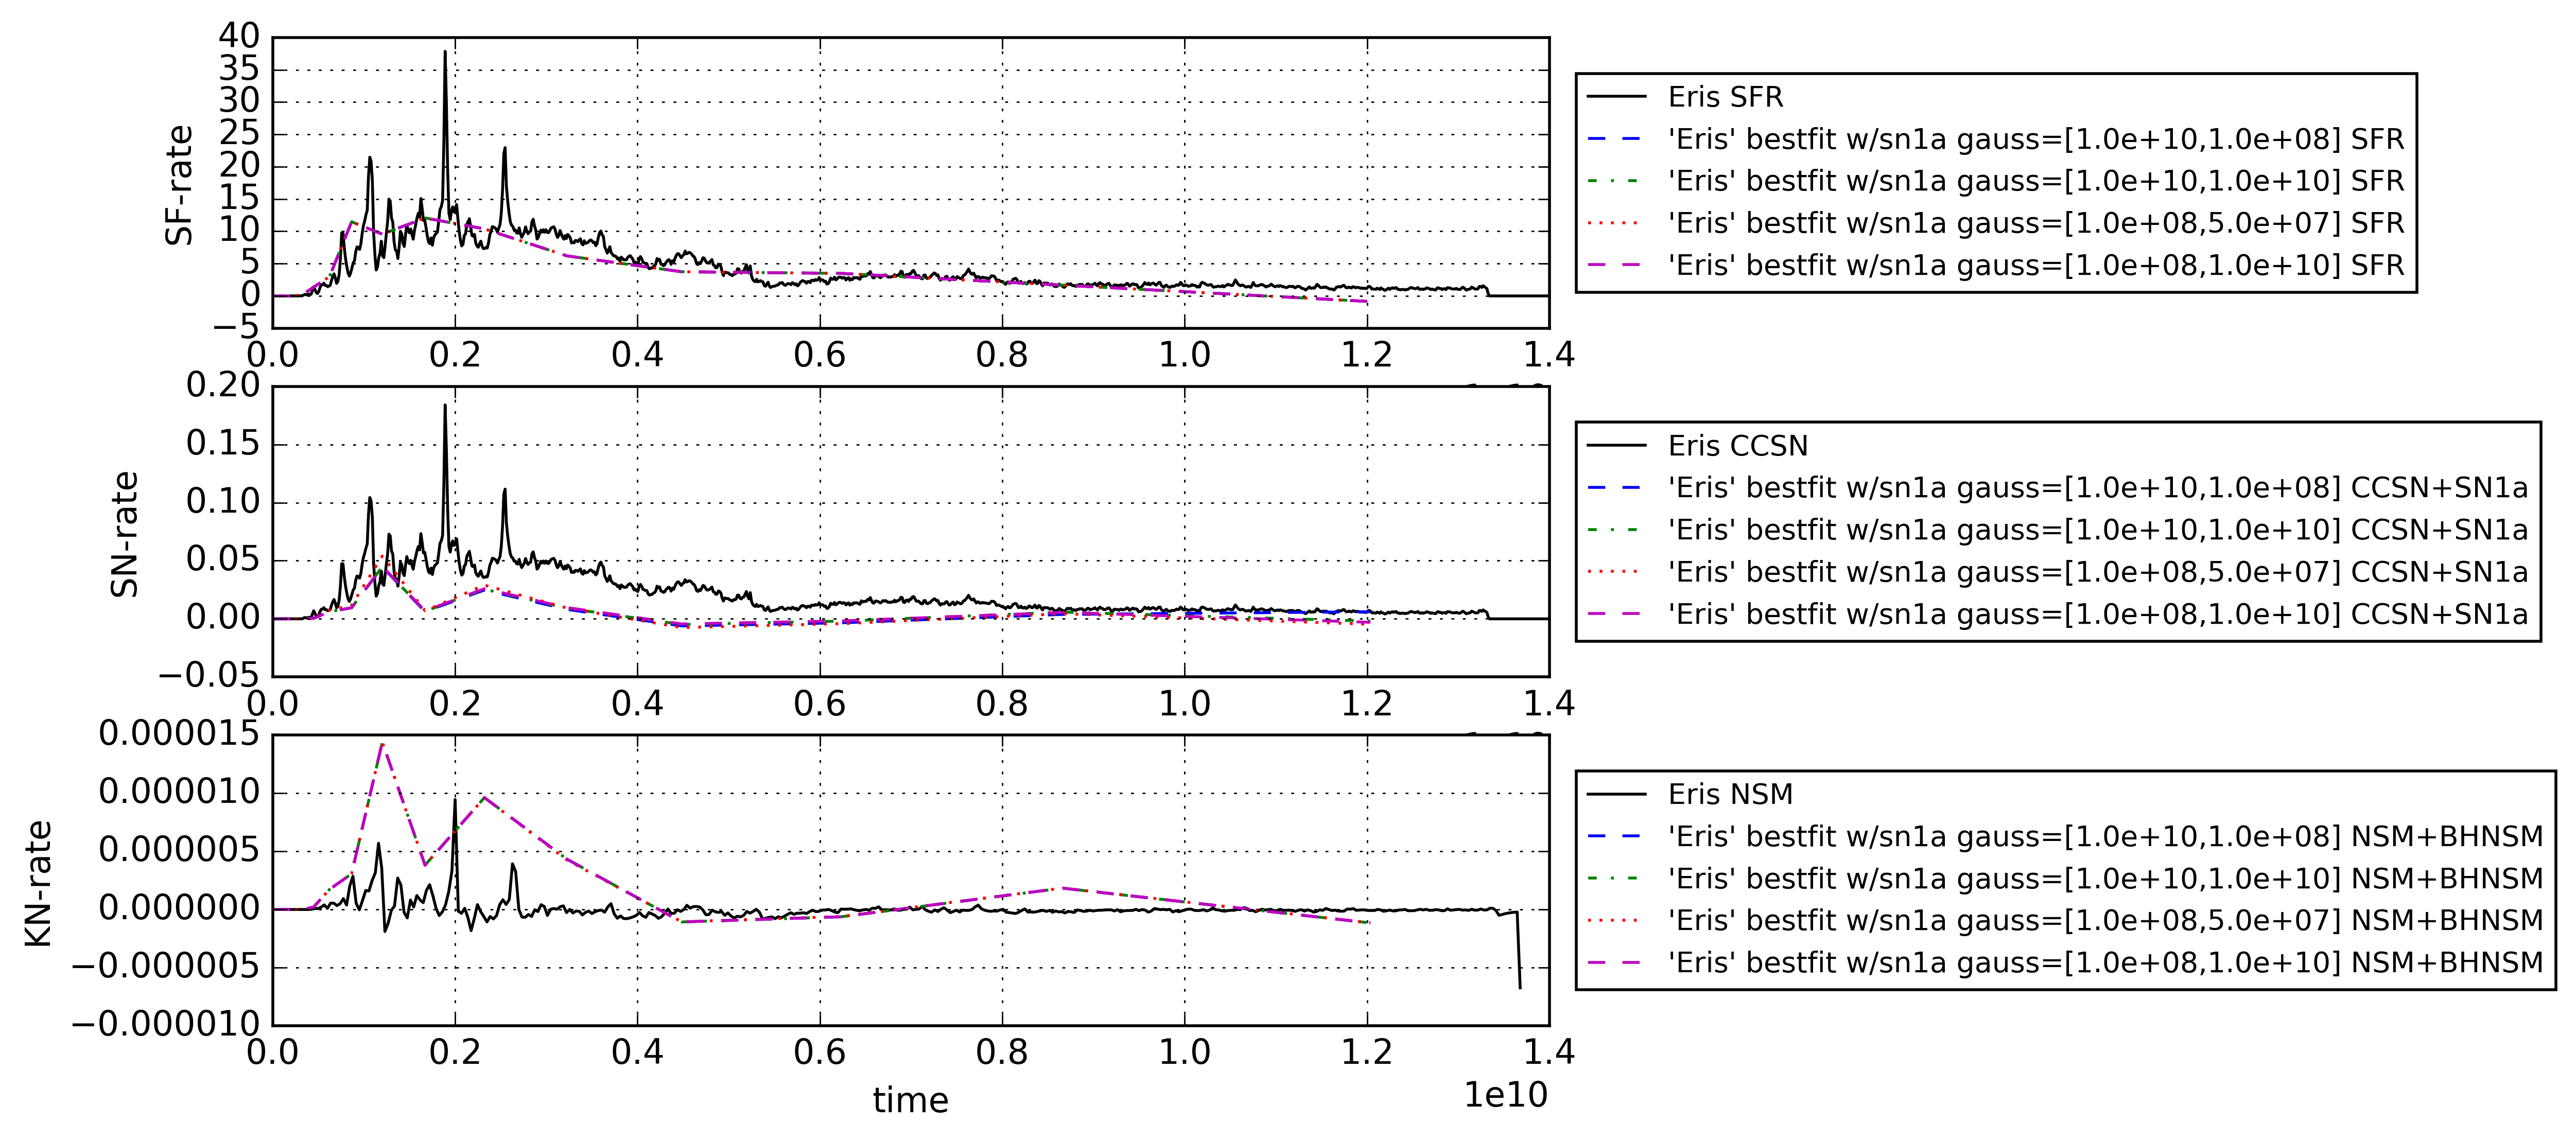 40
35
30
25
20
15
10
5
0
−5
SF-rate
0.0 0.2 0.4 0.6 0.8 1.0 1.2 1.4
Eris SFR
'Eris' bestfit w/sn1a gauss=[1.0e+10,1.0e+08] SFR
'Eris' bestfit w/sn1a gauss=[1.0e+10,1.0e+10] SFR
'Eris' bestfit w/sn1a gauss=[1.0e+08,5.0e+07] SFR
'Eris' bestfit w/sn1a gauss=[1.0e+08,1.0e+10] SFR
0.20
0.15
0.10
0.05
0.00
−0.05
SN-rate
0.0 0.2 0.4 0.6 0.8 1.0 1.2 1.4
Eris CCSN
'Eris' bestfit w/sn1a gauss=[1.0e+10,1.0e+08] CCSN+SN1a
'Eris' bestfit w/sn1a gauss=[1.0e+10,1.0e+10] CCSN+SN1a
'Eris' bestfit w/sn1a gauss=[1.0e+08,5.0e+07] CCSN+SN1a
'Eris' bestfit w/sn1a gauss=[1.0e+08,1.0e+10] CCSN+SN1a
0.000015
0.000010
0.000005
0.000000
−0.000005
−0.000010
KN-rate
0.0 0.2 0.4 0.6 0.8 1.0 1.2 1.4
time
1e10
Eris NSM
'Eris' bestfit w/sn1a gauss=[1.0e+10,1.0e+08] NSM+BHNSM
'Eris' bestfit w/sn1a gauss=[1.0e+10,1.0e+10] NSM+BHNSM
'Eris' bestfit w/sn1a gauss=[1.0e+08,5.0e+07] NSM+BHNSM
'Eris' bestfit w/sn1a gauss=[1.0e+08,1.0e+10] NSM+BHNSM